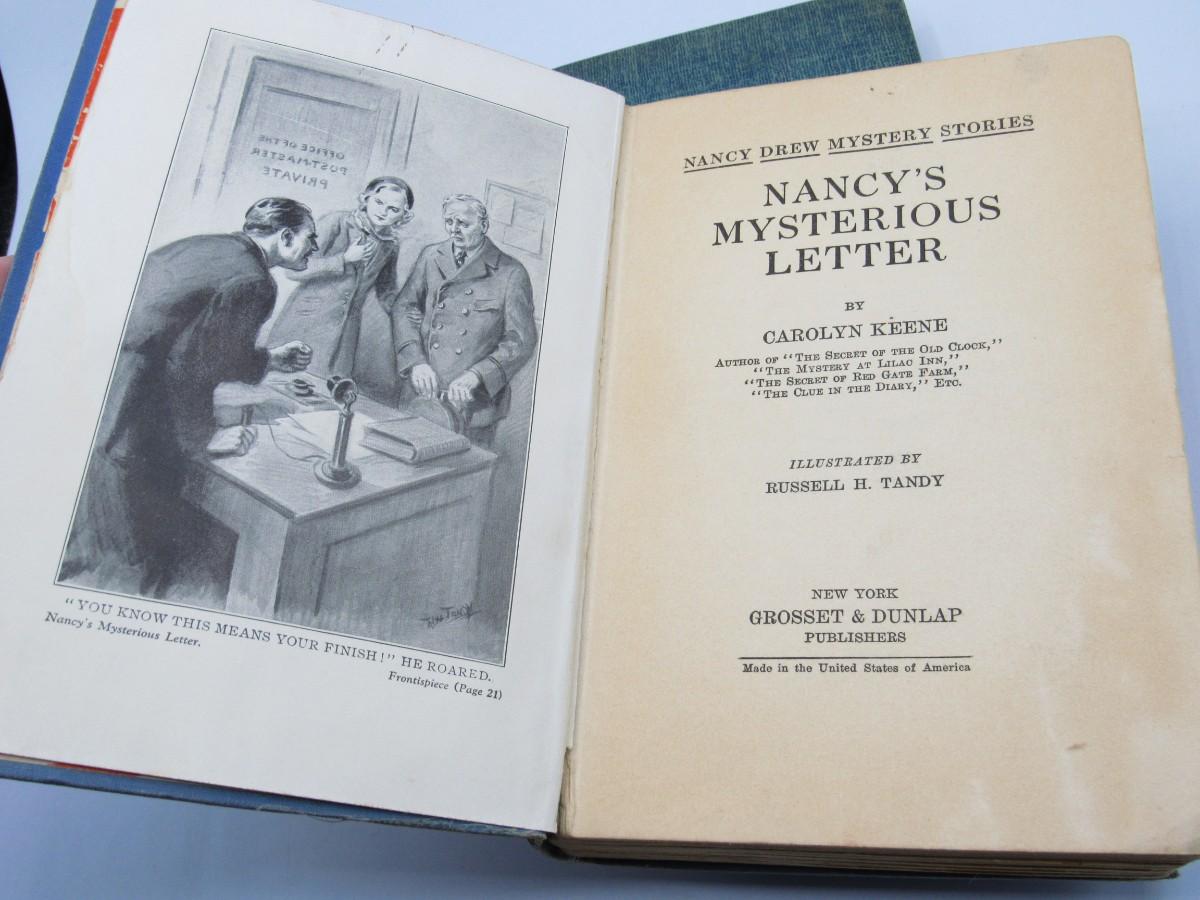 OFFICE OF THE
POSTMASTER
PRIVATE
R.H. TANDY
"YOU KNOW THIS MEANS YOUR FINISH!" HE ROARED.
Nancy's Mysterious Letter.
Frontispiece (Page 21)
NANCY DREW MYSTERY STORIES
NANCY'S
MYSTERIOUS
LETTER
BY
CAROLYN KEENE
AUTHOR OF "THE SECRET OF THE OLD CLOCK,"
"THE MYSTERY AT LILAC INN,"
"THE SECRET OF RED GATE FARM,"
"THE CLUE IN THE DIARY," ETC.
ILLUSTRATED BY
RUSSELL H. TANDY
NEW YORK
GROSSET & DUNLAP
PUBLISHERS
Made in the United States of America